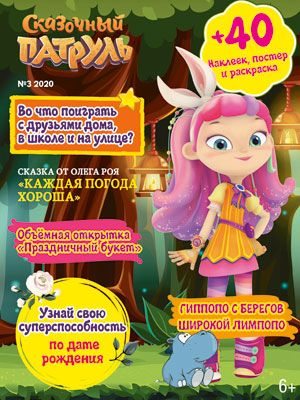 Сказочный
ПАТРУЛЬ
№3 2020
+40
Наклеек, постер
и раскраска
Во что поиграть
с друзьями дома,
в школе и на улице?
СКАЗКА ОТ ОЛЕГА РОЯ
«КАЖДАЯ ПОГОДА
ХОРОША»
Объёмная открытка
«Праздничный букет»
Узнай свою
суперспособность
по дате
рождения
ГИППОПО С БЕРЕГОВ
ШИРОКОЙ ЛИМПОПО
6+